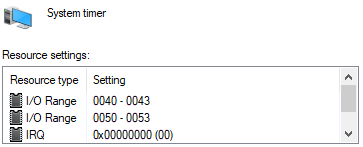 System timer
Resource settings:
Resource type Setting
I/O Range 0040 - 0043
I/O Range 0050 - 0053
IRQ 0x00000000 (00)